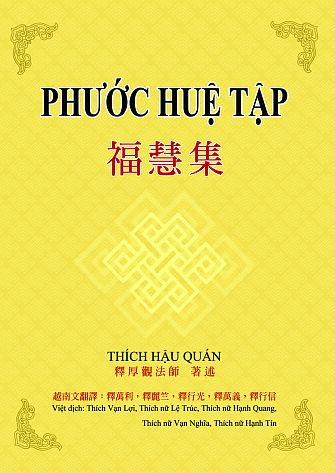 PHƯỚC HUỆ TẬP
福慧集
THÍCH HẬU QUÁN
釋厚觀法師 著述
越南文翻譯：釋萬利，釋麗竺，釋行光，釋萬義，釋行信
Việt dịch: Thích Vạn Lợi, Thích nữ Lệ Trúc, Thích nữ Hạnh Quang,
Thích nữ Vạn Nghĩa, Thích nữ Hạnh Tín